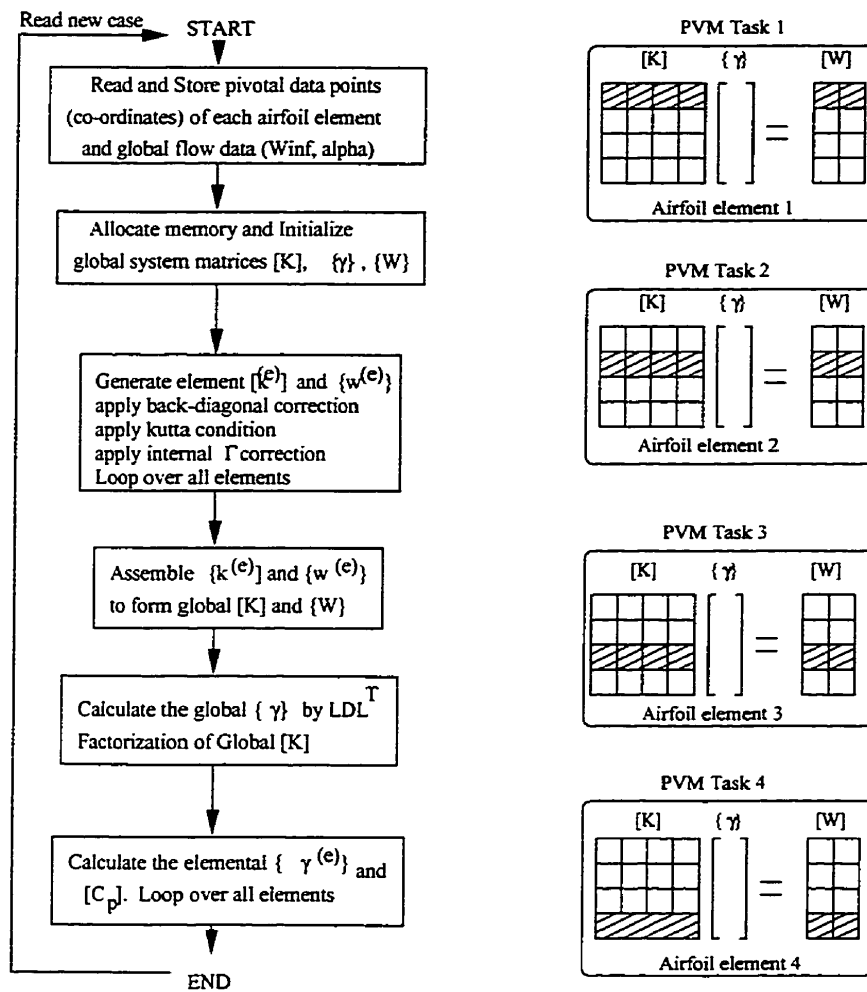 Read new case
START
Read and Store pivotal data points
(co-ordinates) of each airfoil element
and global flow data (Winf, alpha)
Allocate memory and Initialize
global system matrices [K], {γ}, {W}
Generate element [k^(e)] and {w^(e)}
apply back-diagonal correction
apply kutta condition
apply internal Γ correction
Loop over all elements
Assemble {k^(e)] and {w^(e)}
to form global [K] and {W}
Calculate the global { γ} by LDL^T
Factorization of Global [K]
Calculate the elemental { γ^(e)} and
[C_p]. Loop over all elements
END
PVM Task 1
[K] { γ} [W]
=
Airfoil element 1
PVM Task 2
[K] { γ} [W]
=
Airfoil element 2
PVM Task 3
[K] { γ} [W]
=
Airfoil element 3
PVM Task 4
[K] { γ} [W]
=
Airfoil element 4